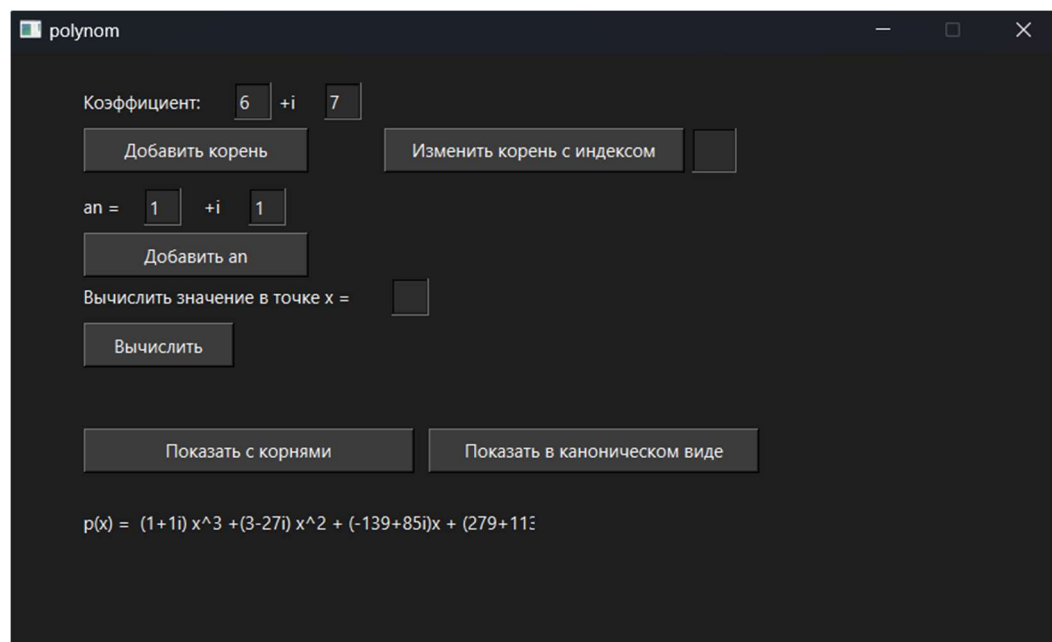 polynom
Коэффициент: 6 +i 7
Добавить корень Изменить корень с индексом
an = 1 +i 1
Добавить an
Вычислить значение в точке x =
Вычислить
Показать с корнями Показать в каноническом виде
p(x) = (1+1i) x^3 +(3-27i) x^2 + (-139+85i)x + (279+113